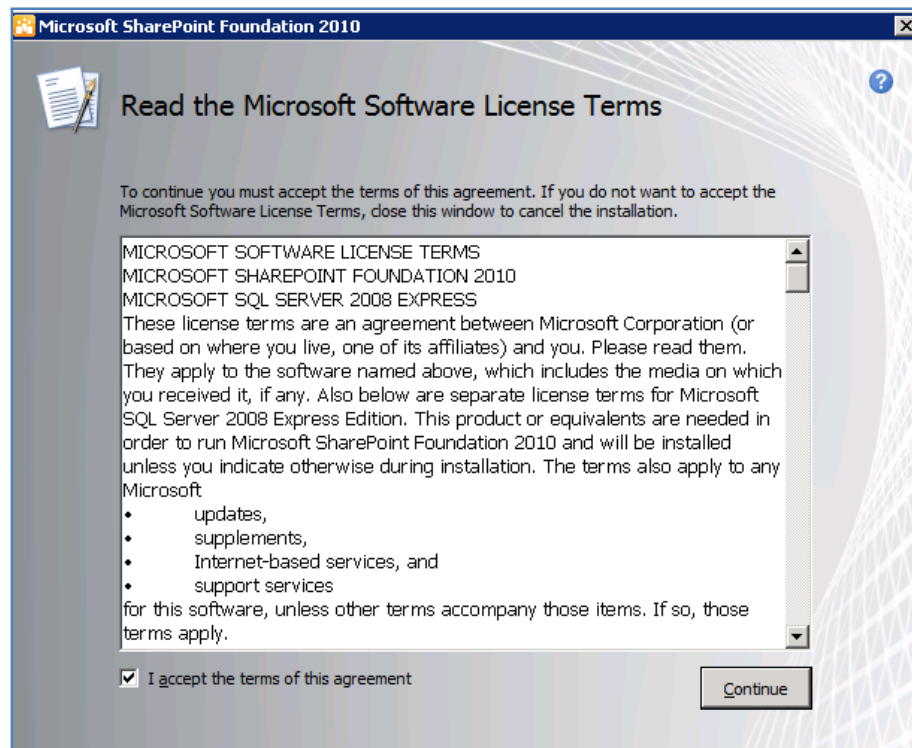 Microsoft SharePoint Foundation 2010
Read the Microsoft Software License Terms
To continue you must accept the terms of this agreement. If you do not want to accept the
Microsoft Software License Terms, close this window to cancel the installation.
MICROSOFT SOFTWARE LICENSE TERMS
MICROSOFT SHAREPOINT FOUNDATION 2010
MICROSOFT SQL SERVER 2008 EXPRESS
These license terms are an agreement between Microsoft Corporation (or
based on where you live, one of its affiliates) and you. Please read them.
They apply to the software named above, which includes the media on which
you received it, if any. Also below are separate license terms for Microsoft
SQL Server 2008 Express Edition. This product or equivalents are needed in
order to run Microsoft SharePoint Foundation 2010 and will be installed
unless you indicate otherwise during installation. The terms also apply to any
Microsoft
• updates,
• supplements,
• Internet-based services, and
• support services
for this software, unless other terms accompany those items. If so, those
terms apply.
I accept the terms of this agreement
Continue